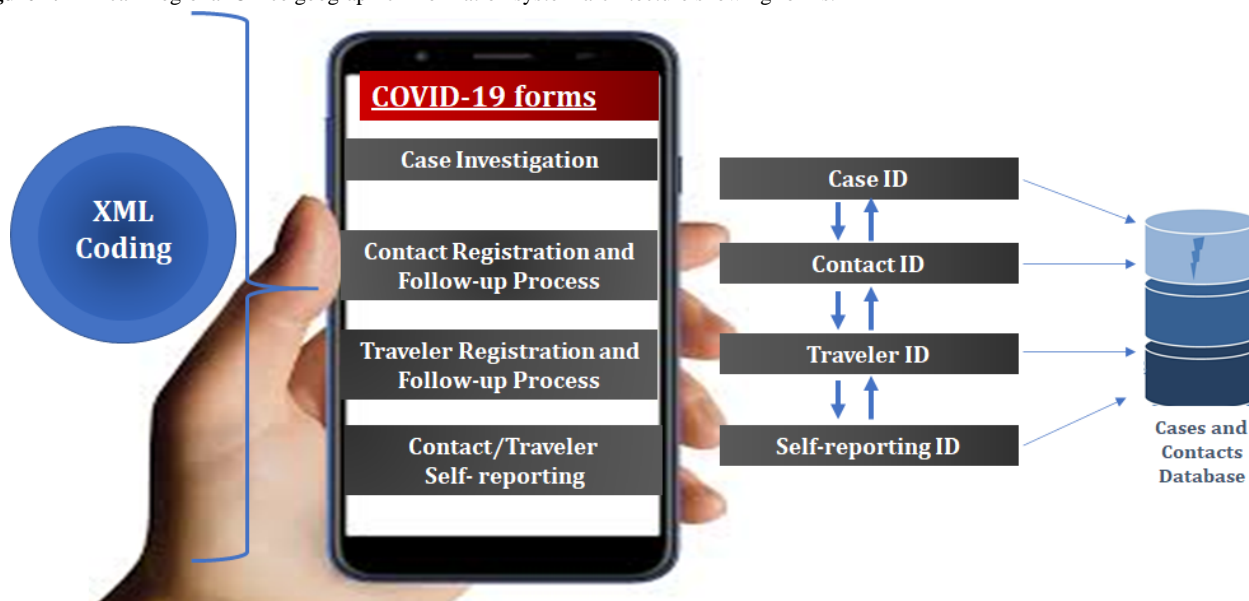 COVID-19 forms
Case Investigation
XML
Coding
Contact Registration and
Follow-up Process
Traveler Registration and
Follow-up Process
Contact/Traveler
Self- reporting
Case ID
Contact ID
Traveler ID
Self-reporting ID
Cases and
Contacts
Database